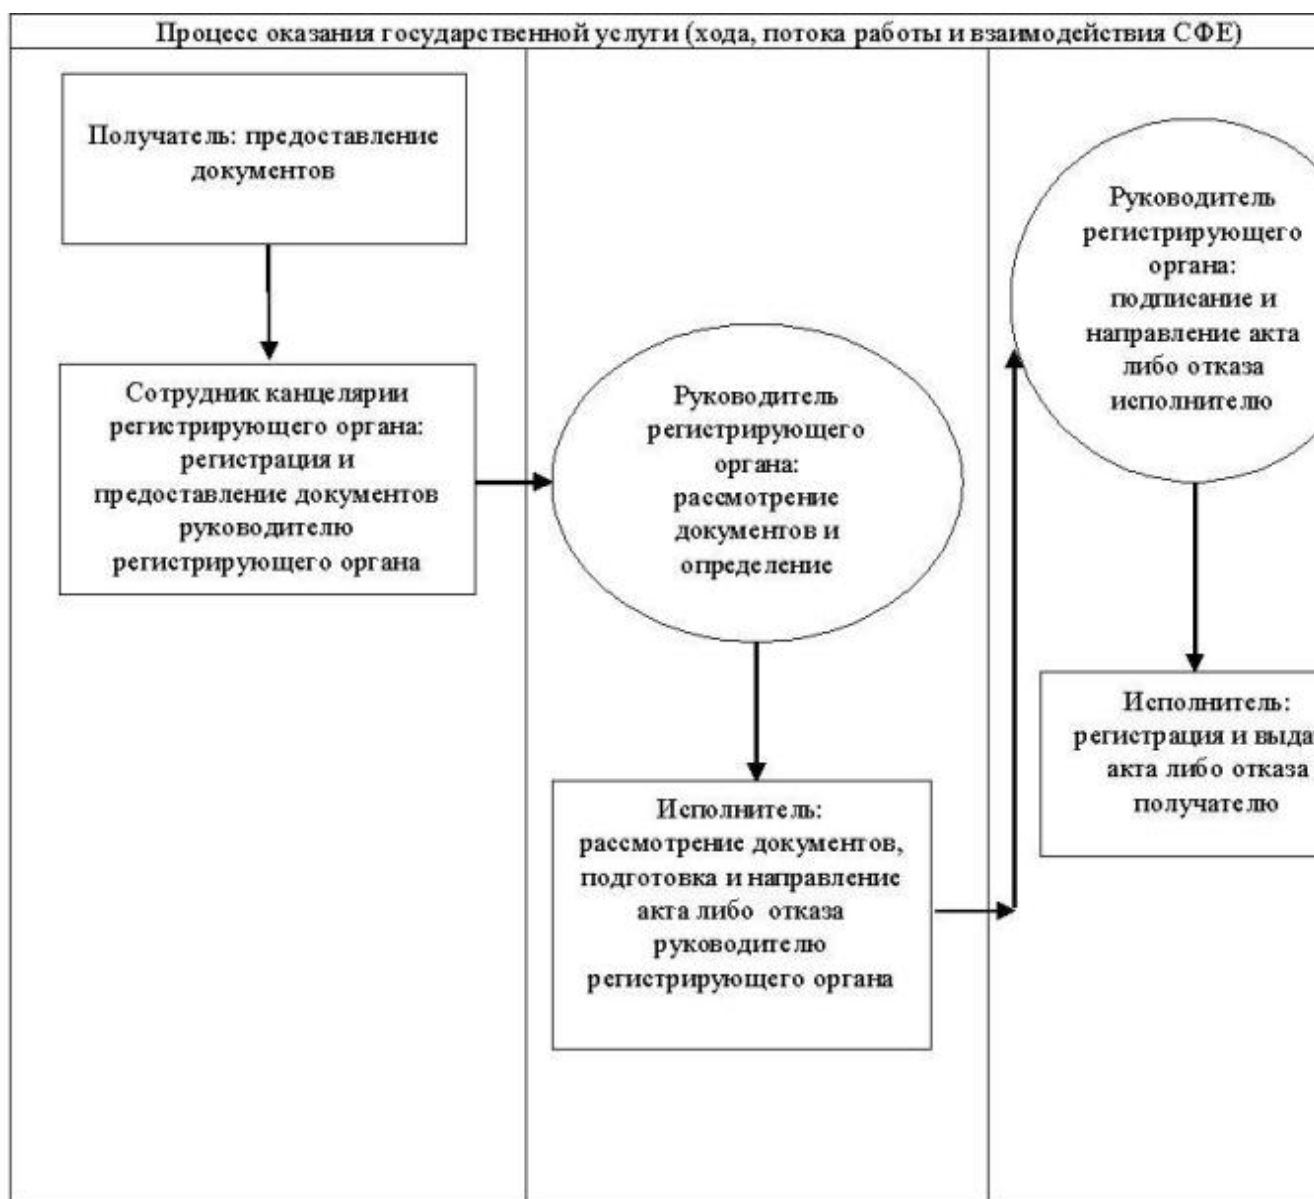 Процесс оказания государственной услуги (хода, потока работы и взаимодействия СФЕ)
Получатель: предоставление
документов
Сотрудник канцелярии
регистрирующего органа:
регистрация и
предоставление документов
руководителю
регистрирующего органа
Руководитель
регистрирующего
органа:
рассмотрение
документов и
определение
Исполнитель:
рассмотрение документов,
подготовка и направление
акта либо отказа
руководителю
регистрирующего органа
Руководитель
регистрирующего
органа:
подписание и
направление акта
либо отказа
исполнителю
Исполнитель:
регистрация и выда
акта либо отказа
получателю